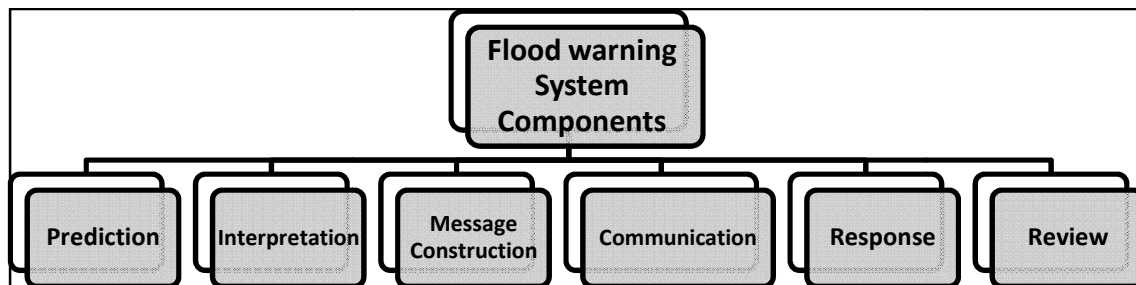 Flood warning
System
Components
Prediction
Interpretation
Message
Construction
Communication
Response
Review